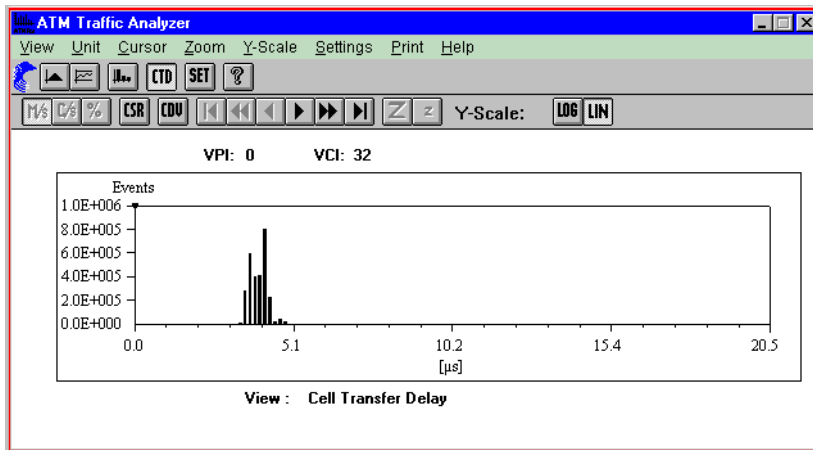 ATM Traffic Analyzer
View Unit Cursor Zoom Y-Scale Settings Print Help
CTD SET ?
M/s C/s % CSR CDV Z z Y-Scale: LOG LIN
VPI: 0 VCI: 32
Events
1.0E+006
8.0E+005
6.0E+005
4.0E+005
2.0E+005
0.0E+000
0.0 5.1 10.2 15.4 20.5
[µs]
View : Cell Transfer Delay